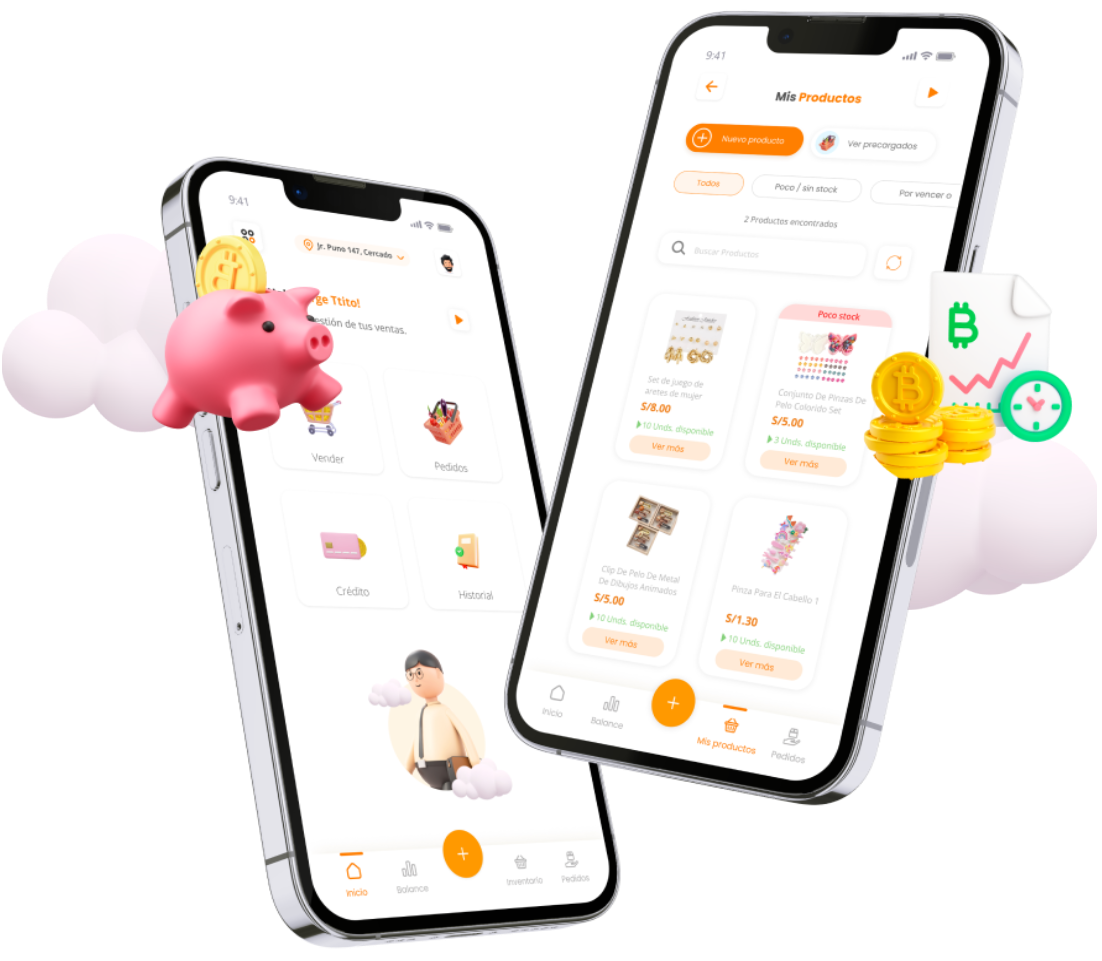 9:41
Jr. Puno 147, Cercado
ge Ttito!
stión de tus ventas.
Vender
Pedidos
Crédito
Historial
Inicio
Balance
Inventario
Pedidos
9:41
Mis Productos
Nuevo producto
Ver precargados
Todos
Poco / sin stock
Por vencer o
2 Productos encontrados
Buscar Productos
Set de juego de
aretes de mujer
S/8.00
10 Unds. disponible
Ver más
Poco stock
Conjunto De Pinzas De
Pelo Colorido Set
S/5.00
3 Unds. disponible
Ver más
Clip De Pelo De Metal
De Dibujos Animados
S/5.00
10 Unds. disponible
Ver más
Pinza Para El Cabello 1
S/1.30
10 Unds. disponible
Ver más
Inicio
Balance
Mis productos
Pedidos